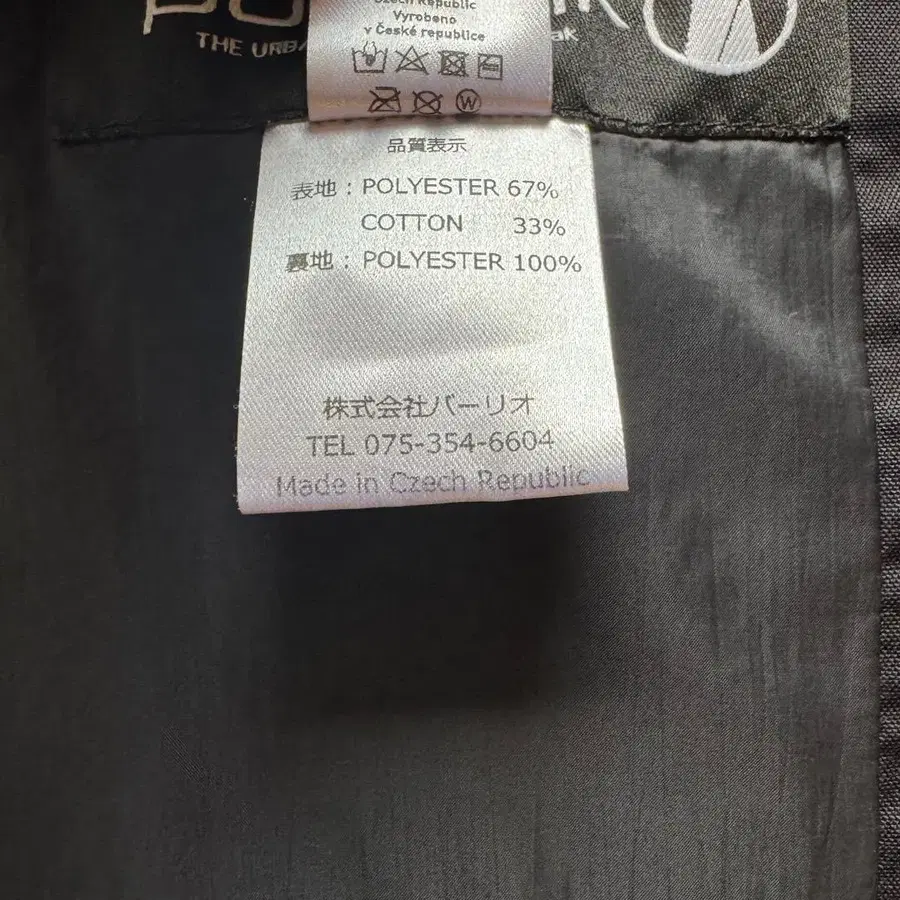 THE URBA
Czech Republic
Vyrobeno
v České republice
W
品質表示
表地：POLYESTER 67%
COTTON 33%
裏地：POLYESTER 100%
株式会社バーリオ
TEL 075-354-6604
Made in Czech Republic